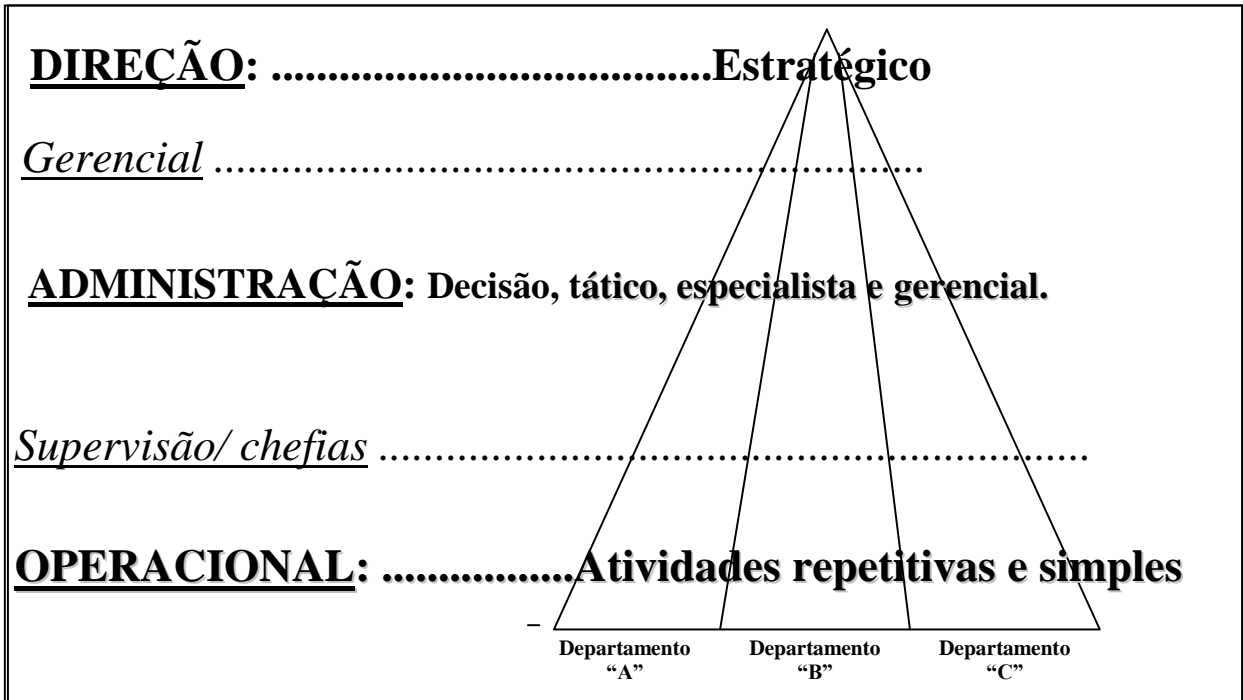 DIREÇÃO: .......................................Estratégico
Gerencial ...............................................................
ADMINISTRAÇÃO: Decisão, tático, especialista e gerencial.
Supervisão/ chefias ...............................................................
OPERACIONAL: .................Atividades repetitivas e simples
Departamento Departamento Departamento
“A” “B” “C”